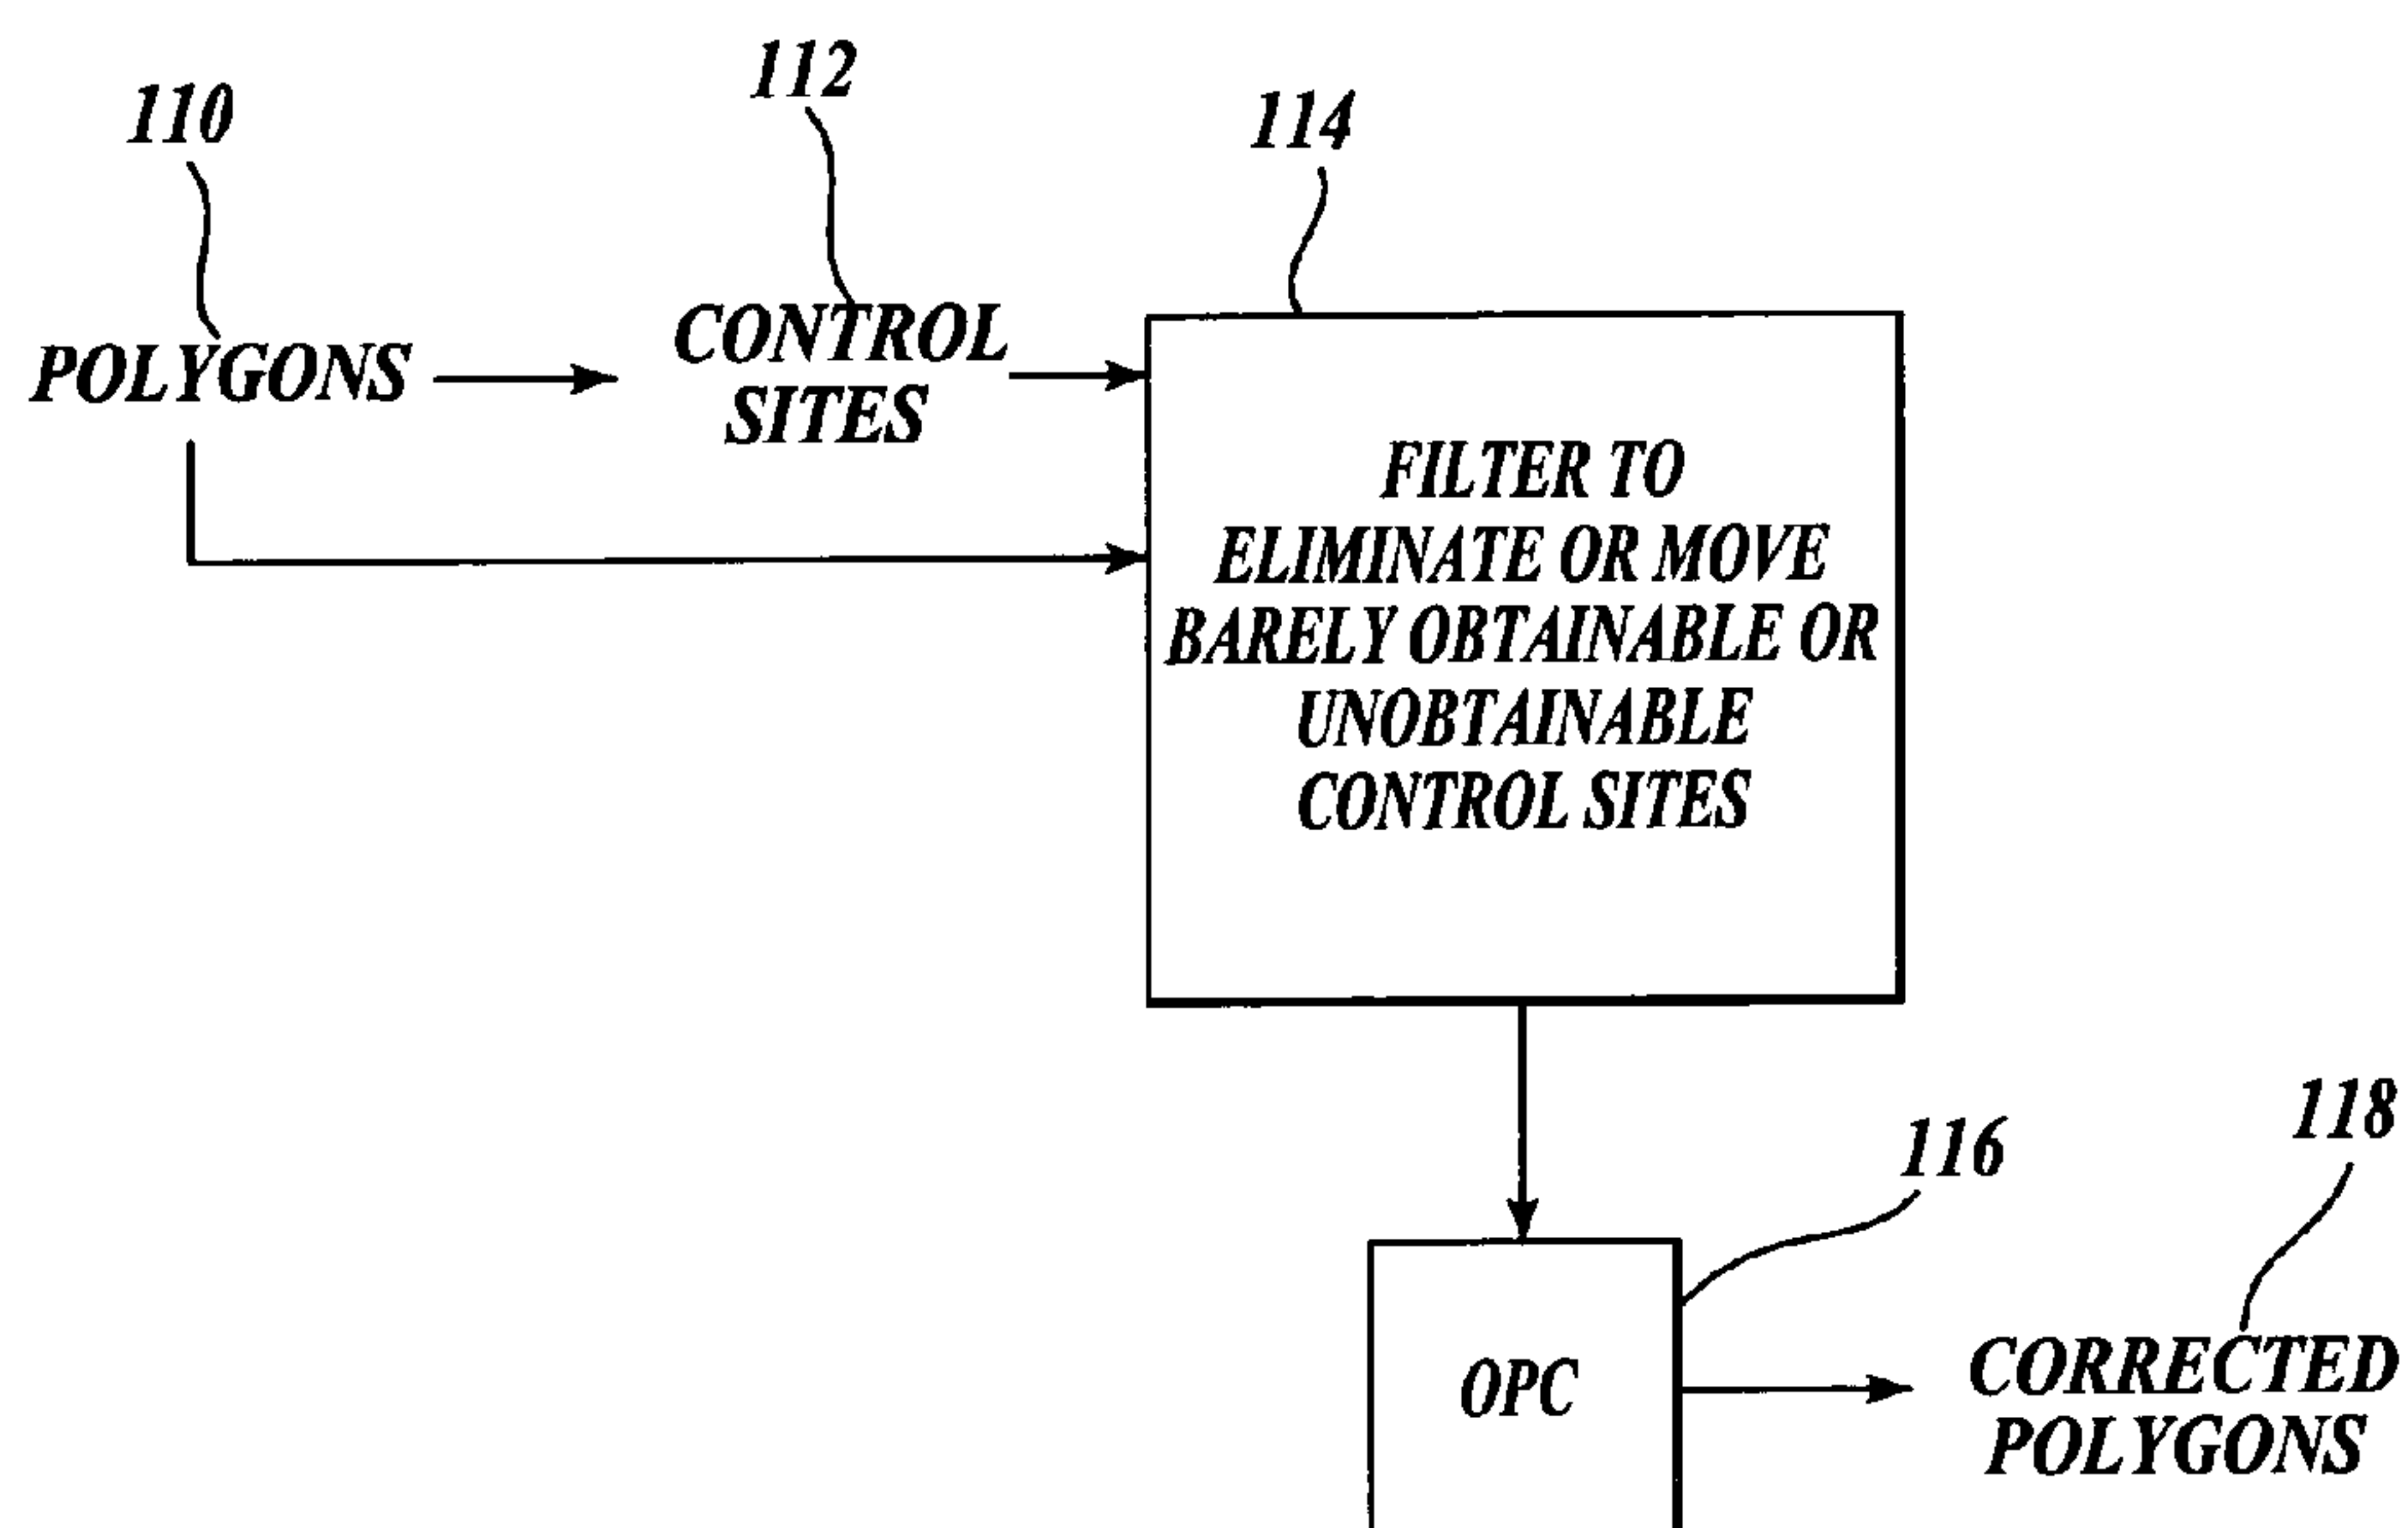 110
112
114
POLYGONS
CONTROL
SITES
FILTER TO
ELIMINATE OR MOVE
BARELY OBTAINABLE OR
UNOBTAINABLE
CONTROL SITES
116
118
OPC
CORRECTED
POLYGONS